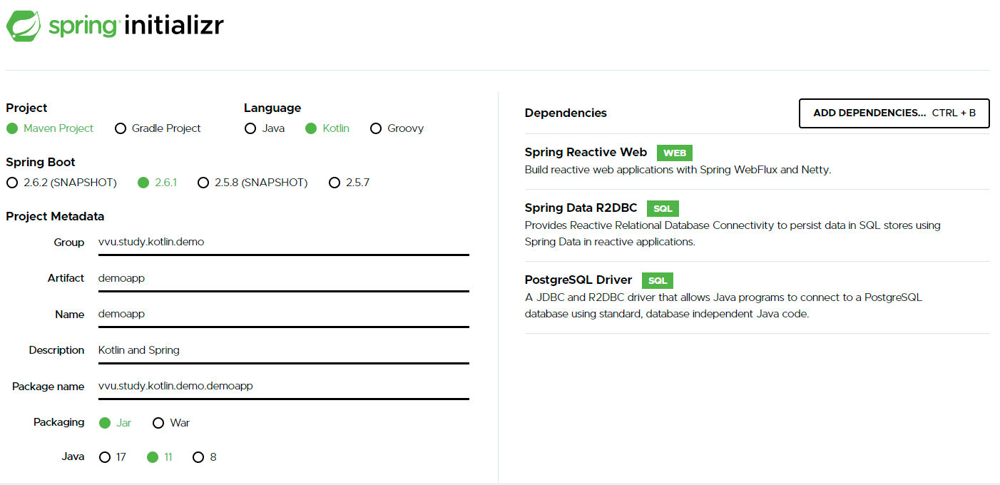 spring initializr
Project
Maven Project Gradle Project
Language
Java Kotlin Groovy
Spring Boot
2.6.2 (SNAPSHOT) 2.6.1 2.5.8 (SNAPSHOT) 2.5.7
Project Metadata
Group vvu.study.kotlin.demo
Artifact demoapp
Name demoapp
Description Kotlin and Spring
Package name vvu.study.kotlin.demo.demoapp
Packaging Jar War
Java 17 11 8
Dependencies ADD DEPENDENCIES... CTRL + B
Spring Reactive Web WEB
Build reactive web applications with Spring WebFlux and Netty.
Spring Data R2DBC SQL
Provides Reactive Relational Database Connectivity to persist data in SQL stores using
Spring Data in reactive applications.
PostgreSQL Driver SQL
A JDBC and R2DBC driver that allows Java programs to connect to a PostgreSQL
database using standard, database independent Java code.